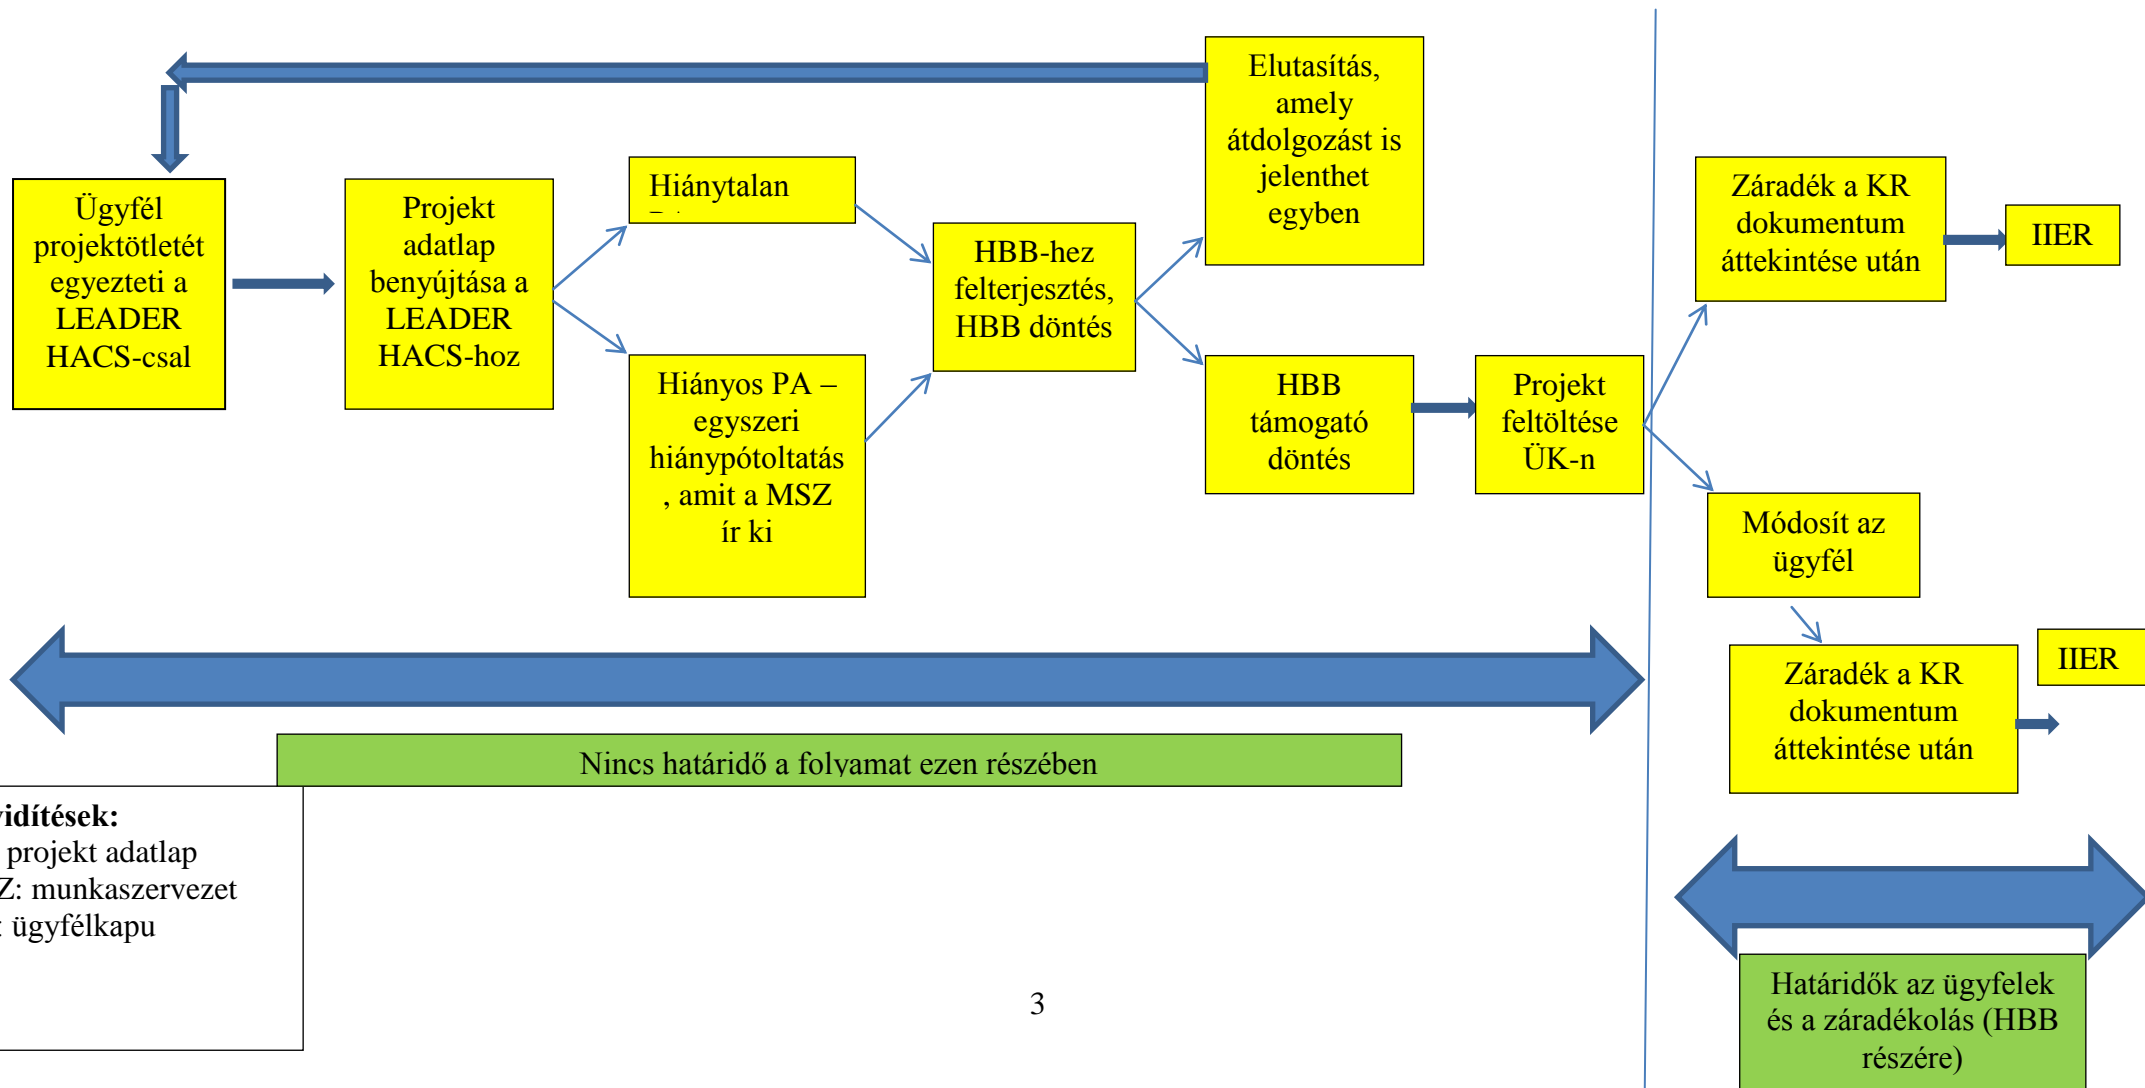 Ügyfél
projektötletét
egyezteti a
LEADER
HACS-csal
Projekt
adatlap
benyújtása a
LEADER
HACS-hoz
Hiánytalan
Hiányos PA –
egyszeri
hiánypótoltatás
, amit a MSZ
ír ki
HBB-hez
felterjesztés,
HBB döntés
Elutasítás,
amely
átdolgozást is
jelenthet
egyben
HBB
támogató
döntés
Projekt
feltöltése
ÜK-n
Záradék a KR
dokumentum
áttekintése után
IIER
Módosít az
ügyfél
Záradék a KR
dokumentum
áttekintése után
IIER
Nincs határidő a folyamat ezen részében
vidítések:
projekt adatlap
Z: munkaszervezet
: ügyfélkapu
3
Határidők az ügyfelek
és a záradékolás (HBB
részére)